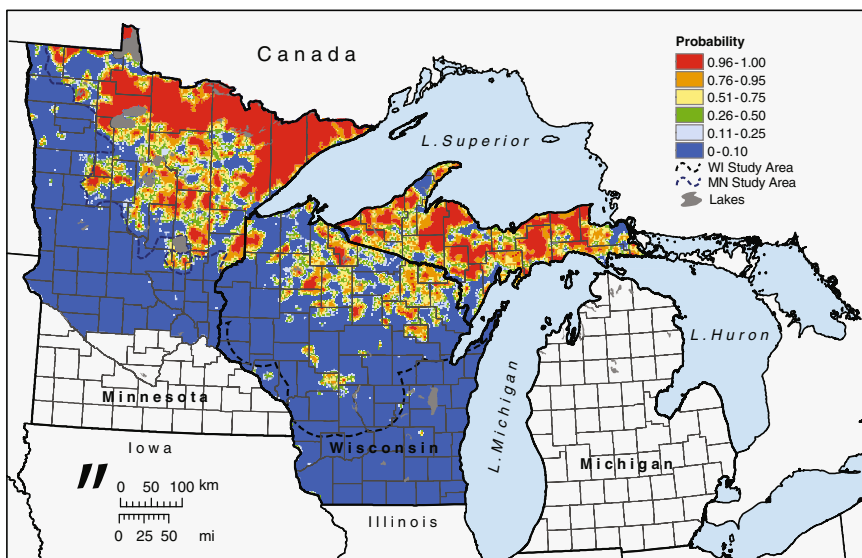 Canada
Probability
0.96-1.00
0.76-0.95
0.51-0.75
0.26-0.50
0.11-0.25
0-0.10
WI Study Area
MN Study Area
Lakes
L.Superior
L.Huron
L.Michigan
Minnesota
Wisconsin
Michigan
Iowa
Illinois
0 50 100 km
0 25 50 mi